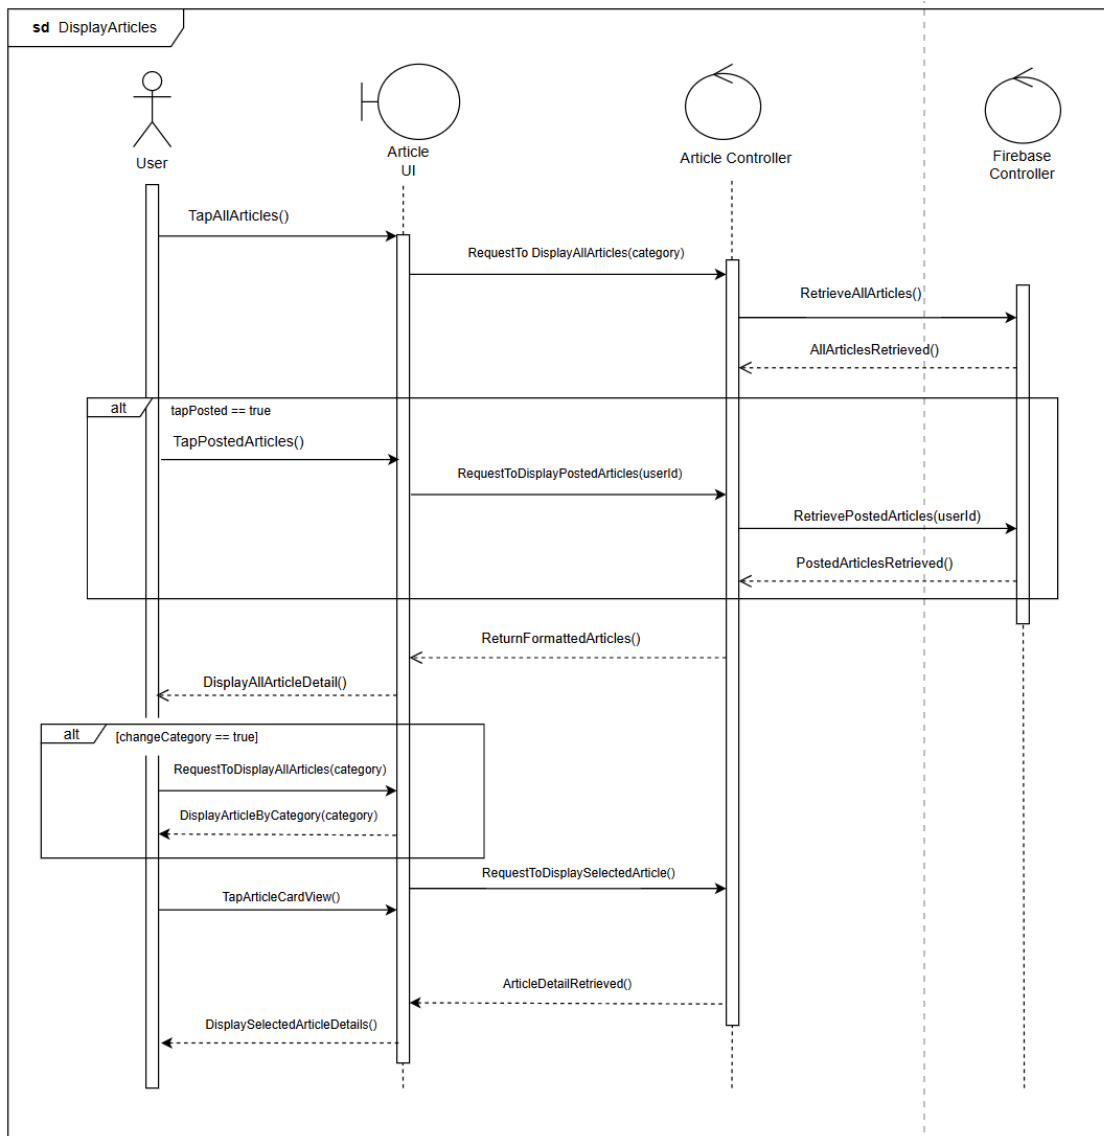 sd DisplayArticles
User
Article
UI
Article Controller
Firebase
Controller
TapAllArticles()
RequestTo DisplayAllArticles(category)
RetrieveAllArticles()
AllArticlesRetrieved()
alt
tapPosted == true
TapPostedArticles()
RequestToDisplayPostedArticles(userId)
RetrievePostedArticles(userId)
PostedArticlesRetrieved()
ReturnFormattedArticles()
DisplayAllArticleDetail()
alt
[changeCategory == true]
RequestToDisplayAllArticles(category)
DisplayArticleByCategory(category)
RequestToDisplaySelectedArticle()
TapArticleCardView()
ArticleDetailRetrieved()
DisplaySelectedArticleDetails()